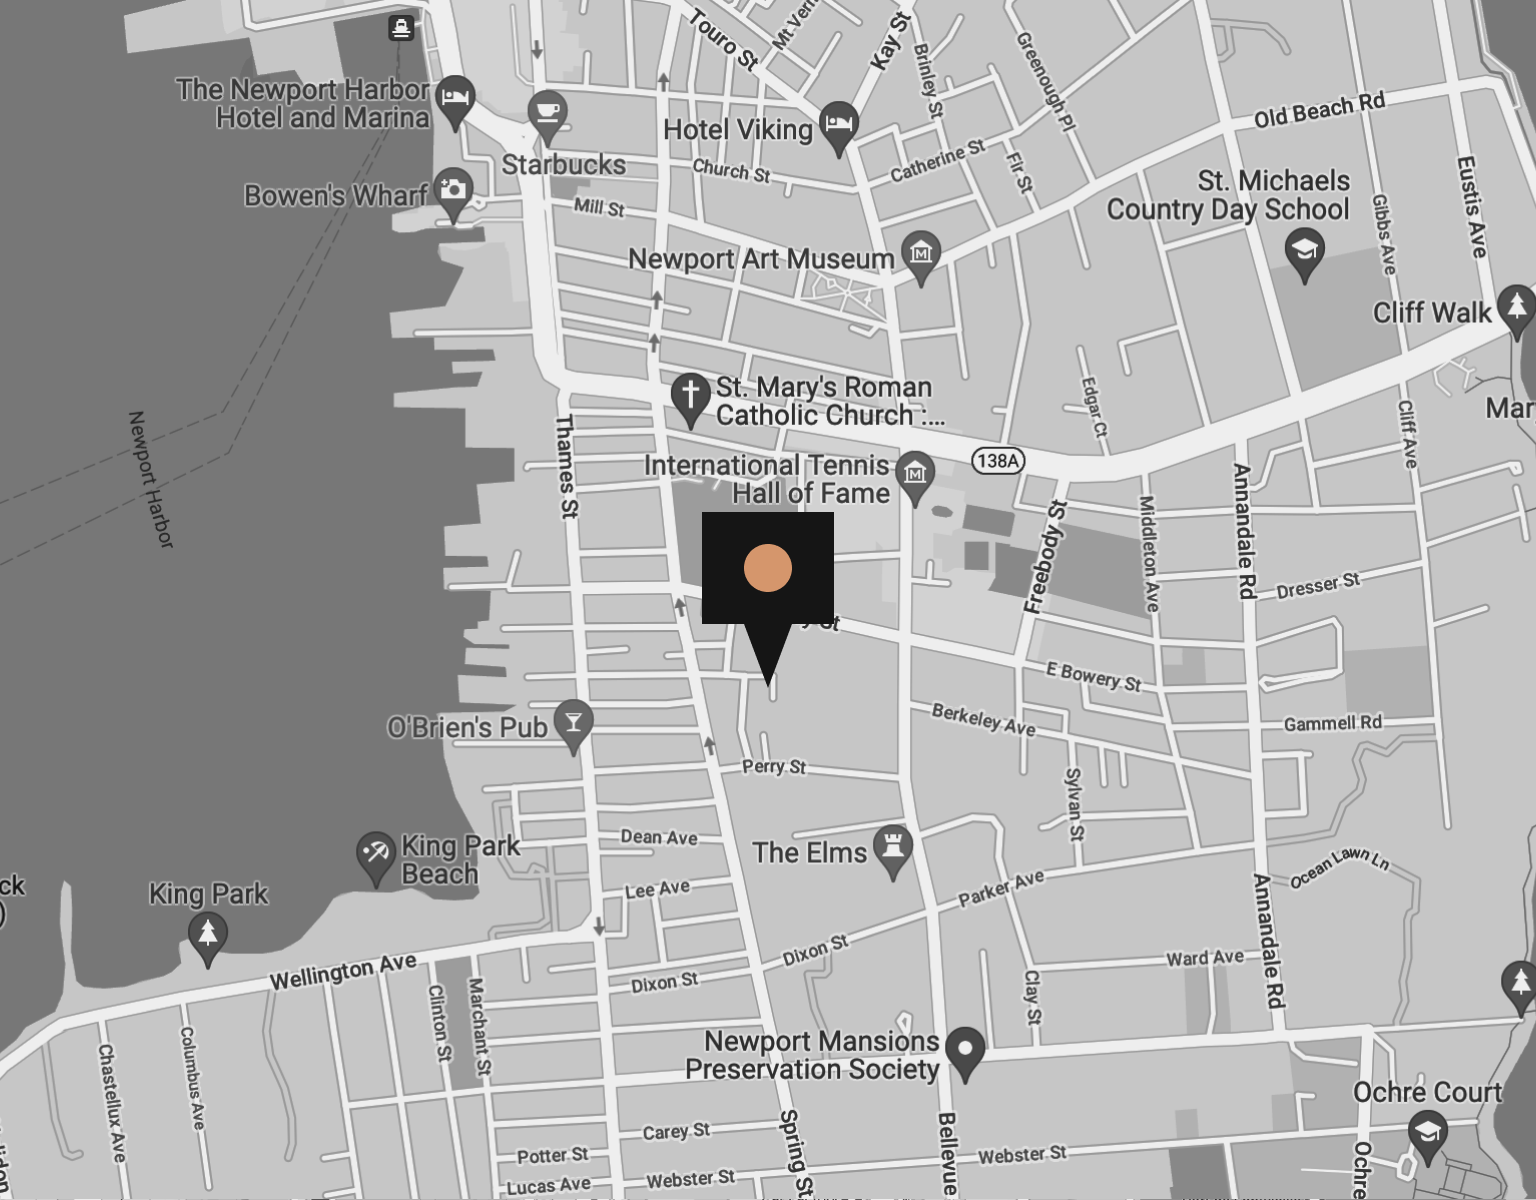 Touro St
Mt Vern
Kay St
Brinley St
Greenough Pl
The Newport Harbor
Hotel and Marina
Hotel Viking
Old Beach Rd
Starbucks
Church St
Catherine St
Fir St
Eustis Ave
Bowen's Wharf
Mill St
St. Michaels
Country Day School
Gibbs Ave
Newport Art Museum
Cliff Walk
St. Mary's Roman
Catholic Church :...
Edgar Ct
Mar
Newport Harbor
Thames St
Cliff Ave
138A
International Tennis
Hall of Fame
Annandale Rd
Middleton Ave
Freebody St
Dresser St
y St
E Bowery St
O'Brien's Pub
Berkeley Ave
Gammell Rd
Perry St
Sylvan St
Dean Ave
The Elms
King Park
Beach
King Park
ck
)
Lee Ave
Parker Ave
Ocean Lawn Ln
Annandale Rd
Dixon St
Wellington Ave
Dixon St
Ward Ave
Clinton St
Marchant St
Clay St
Columbus Ave
Chastellux Ave
Newport Mansions
Preservation Society
Ochre Court
Carey St
Spring St
Bellevue
Potter St
Webster St
Webster St
Lucas Ave
Ochre